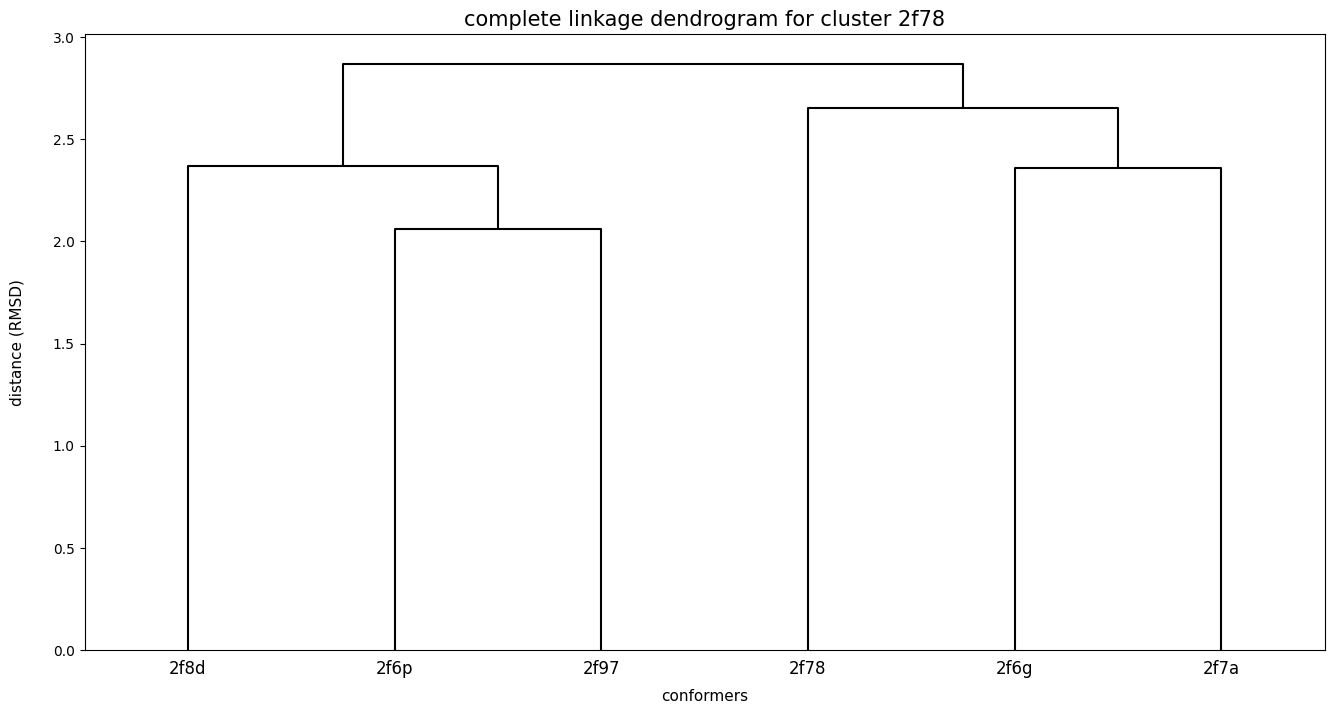 complete linkage dendrogram for cluster 2f78
3.0
2.5
2.0
1.5
1.0
0.5
0.0
distance (RMSD)
2f8d 2f6p 2f97 2f78 2f6g 2f7a
conformers